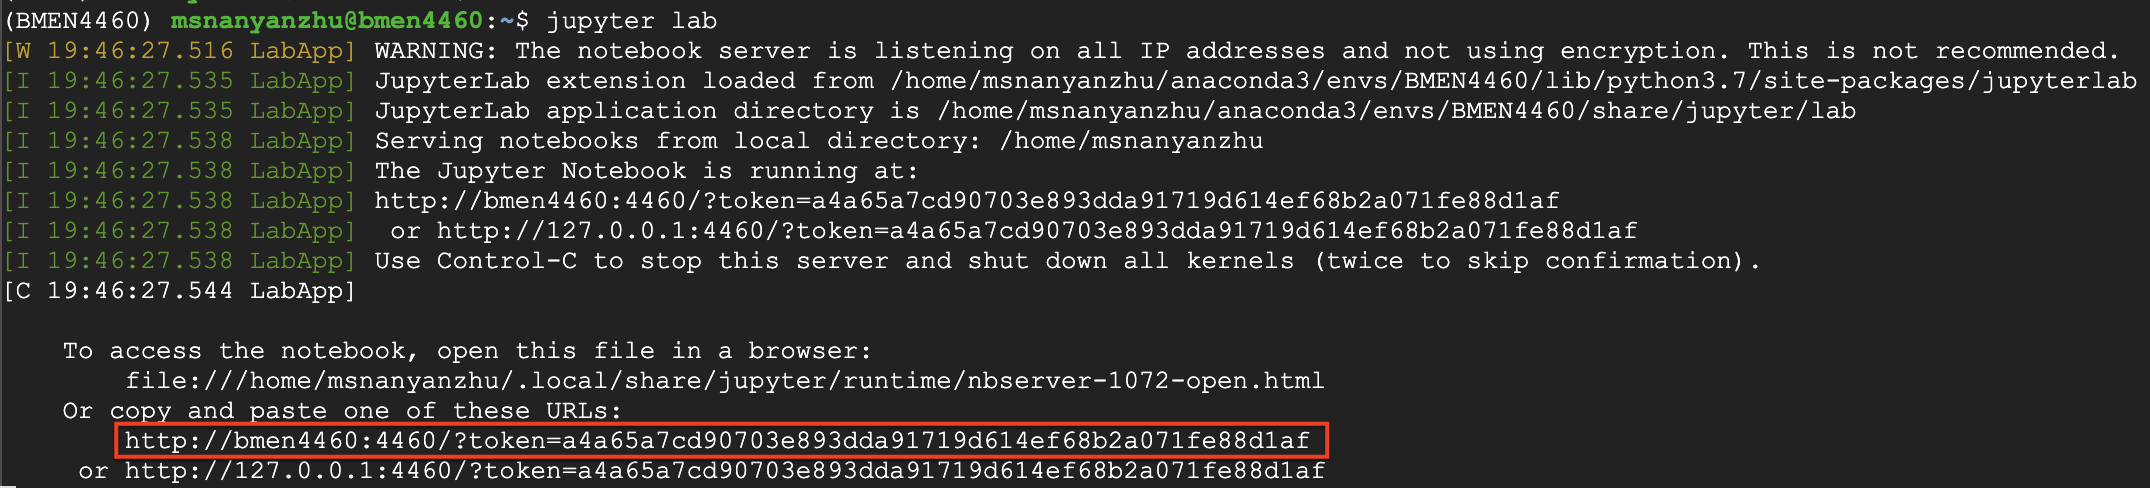 (BMEN4460) msnanyanzhu@bmen4460:~$ jupyter lab
[W 19:46:27.516 LabApp] WARNING: The notebook server is listening on all IP addresses and not using encryption. This is not recommended.
[I 19:46:27.535 LabApp] JupyterLab extension loaded from /home/msnanyanzhu/anaconda3/envs/BMEN4460/lib/python3.7/site-packages/jupyterlab
[I 19:46:27.535 LabApp] JupyterLab application directory is /home/msnanyanzhu/anaconda3/envs/BMEN4460/share/jupyter/lab
[I 19:46:27.538 LabApp] Serving notebooks from local directory: /home/msnanyanzhu
[I 19:46:27.538 LabApp] The Jupyter Notebook is running at:
[I 19:46:27.538 LabApp] http://bmen4460:4460/?token=a4a65a7cd90703e893dda91719d614ef68b2a071fe88d1af
[I 19:46:27.538 LabApp]  or http://127.0.0.1:4460/?token=a4a65a7cd90703e893dda91719d614ef68b2a071fe88d1af
[I 19:46:27.538 LabApp] Use Control-C to stop this server and shut down all kernels (twice to skip confirmation).
[C 19:46:27.544 LabApp]
To access the notebook, open this file in a browser:
file:///home/msnanyanzhu/.local/share/jupyter/runtime/nbserver-1072-open.html
Or copy and paste one of these URLs:
http://bmen4460:4460/?token=a4a65a7cd90703e893dda91719d614ef68b2a071fe88d1af
or http://127.0.0.1:4460/?token=a4a65a7cd90703e893dda91719d614ef68b2a071fe88d1af